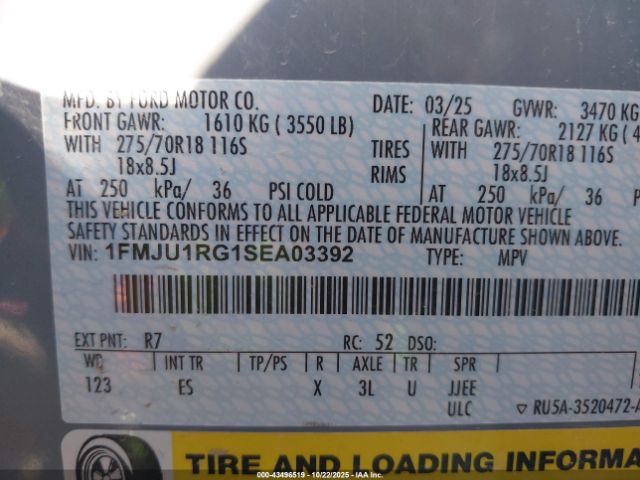 MFD. BY FORD MOTOR CO. DATE: 03/25 GVWR: 3470 KG
FRONT GAWR: 1610 KG ( 3550 LB) REAR GAWR: 2127 KG ( 4
WITH 275/70R18 116S TIRES WITH 275/70R18 116S
18x8.5J RIMS 18x8.5J
AT 250 kPa/ 36 PSI COLD AT 250 kPa/ 36
THIS VEHICLE CONFORMS TO ALL APPLICABLE FEDERAL MOTOR VEHICLE
SAFETY STANDARDS IN EFFECT ON THE DATE OF MANUFACTURE SHOWN ABOVE.
VIN: 1FMJU1RG1SEA03392 TYPE: MPV
EXT PNT: R7 RC: 52 DSO:
WB INT TR TP/PS R AXLE TR SPR
123 ES X 3L U JJEE
ULC ▽ RU5A-3520472-A
TIRE AND LOADING INFORMA
© 43496519 - 10/22/2025 - © IAA Inc.